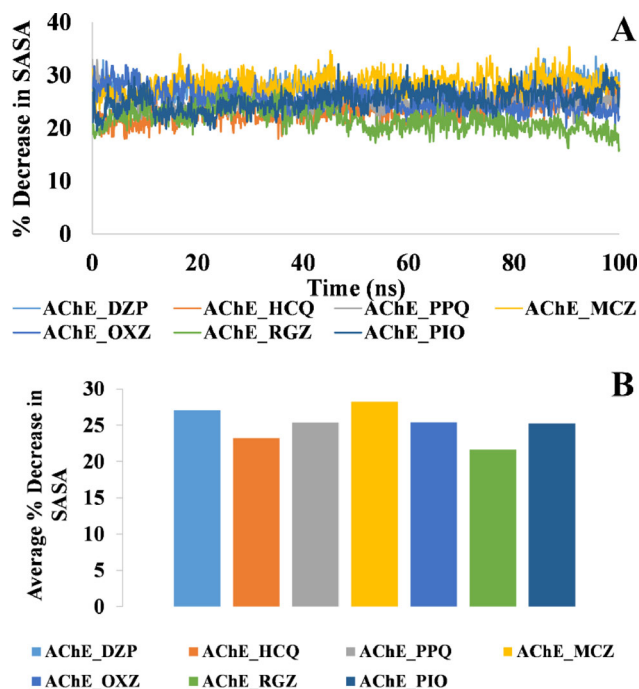 A
% Decrease in SASA
40
30
20
10
0
0 20 40 60 80 100
Time (ns)
AChE_DZP AChE_HCQ AChE_PPQ AChE_MCZ
AChE_OXZ AChE_RGZ AChE_PIO
B
Average % Decrease in
SASA
30
25
20
15
10
5
0
AChE_DZP AChE_HCQ AChE_PPQ AChE_MCZ
AChE_OXZ AChE_RGZ AChE_PIO